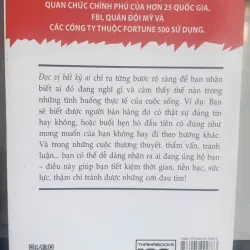 QUAN CHỨC CHÍNH PHỦ CỦA HƠN 25 QUỐC GIA,
FBI, QUÂN ĐỘI MỸ VÀ
CÁC CÔNG TY THUỘC FORTUNE 500 SỬ DỤNG.
Đọc vị bất kỳ ai chỉ ra từng bước rõ ràng để bạn nhận
biết ai đó đang nghĩ gì và cảm thấy thế nào trong
những tình huống thực tế của cuộc sống. Ví dụ: Bạn
sẽ biết được người bán hàng đó có thật sự đáng tin
hay không, hoặc buổi hẹn hò đầu tiên có đúng như
mong muốn của bạn không hay đi theo hướng khác.
Và trong những cuộc thương thuyết, thẩm vấn, tranh
luận,... bạn có thể dễ dàng nhận ra ai đang ủng hộ bạn –
điều này giúp bạn tiết kiệm thời gian, tiền bạc, sức
lực, thậm chí tránh được những cơn đau tim!
THAIHABOOKS